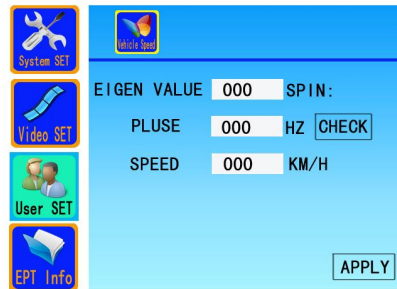 System SET
Video SET
User SET
EPT Info
Vehicle Speed
EIGEN VALUE 000 SPIN:
PLUSE 000 HZ CHECK
SPEED 000 KM/H
APPLY